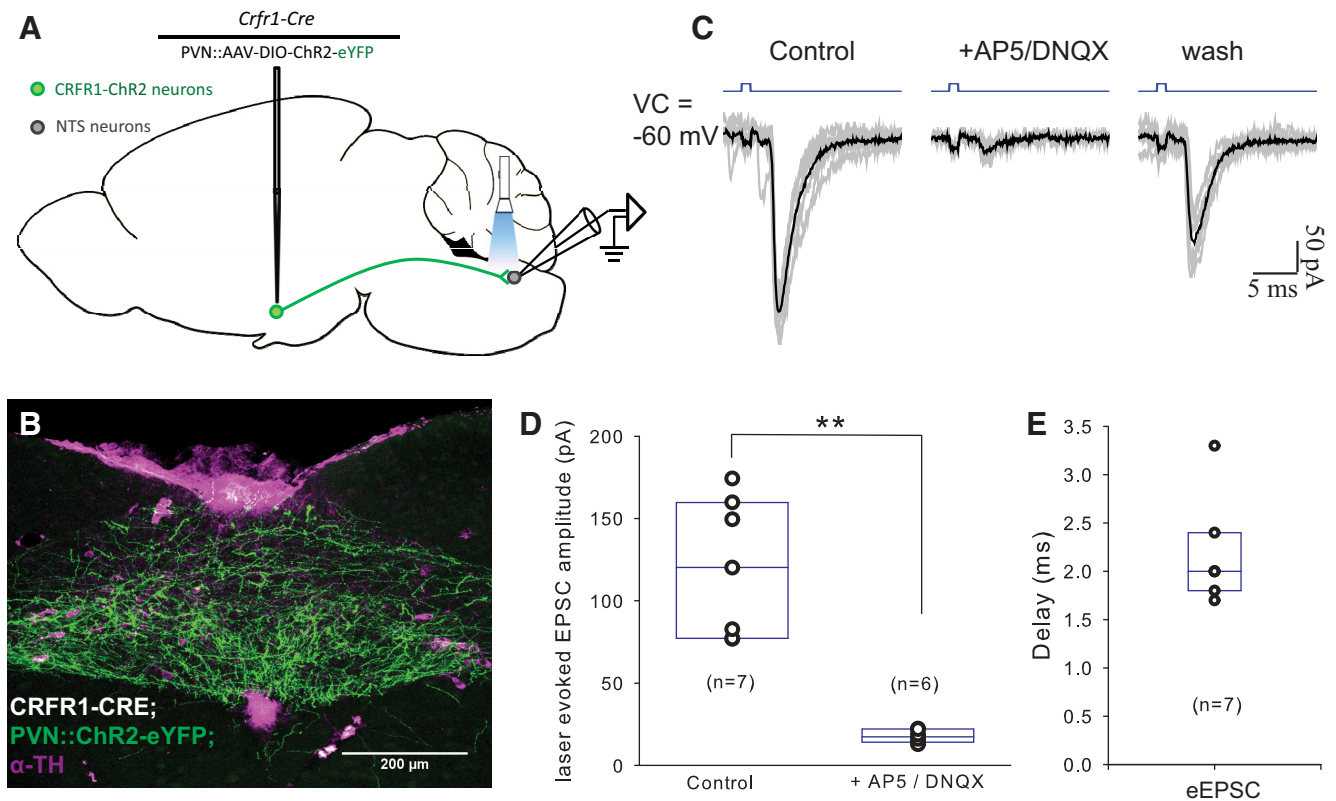 A
Crfr1-Cre
PVN::AAV-DIO-ChR2-eYFP
CRFR1-ChR2 neurons
NTS neurons
B
CRFR1-CRE;
PVN::ChR2-eYFP;
α-TH
200 µm
C
Control
+AP5/DNQX
wash
VC =
-60 mV
50 pA
5 ms
D
laser evoked EPSC amplitude (pA)
200
150
100
50
0
**
(n=7)
(n=6)
Control
+ AP5 / DNQX
E
Delay (ms)
3.5
3.0
2.5
2.0
1.5
1.0
0.5
0.0
(n=7)
eEPSC